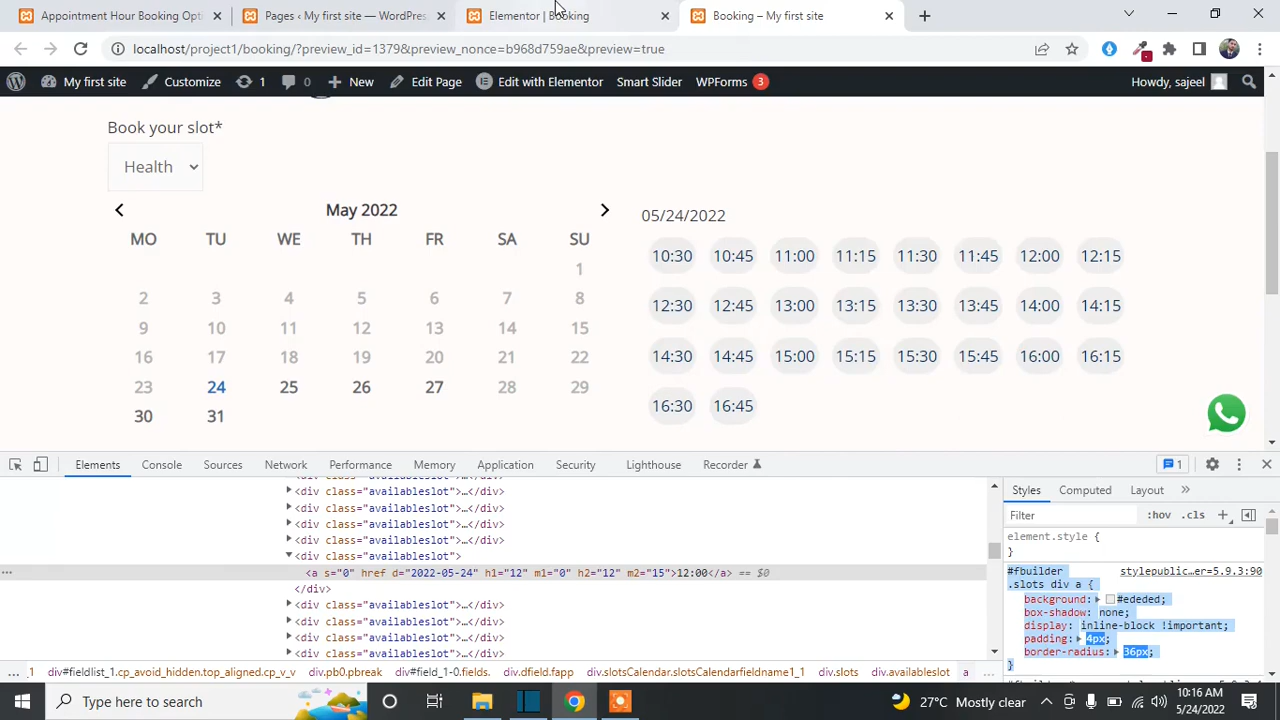 Appointment Hour Booking Opti
Pages ‹ My first site — WordPres
Elementor | Booking
Booking – My first site
localhost/project1/booking/?preview_id=1379&preview_nonce=b968d759ae&preview=true
My first site
Customize
1
0
New
Edit Page
Edit with Elementor
Smart Slider
WPForms
3
Howdy, sajeel
Book your slot*
Health
May 2022
05/24/2022
MO TU WE TH FR SA SU
1
2 3 4 5 6 7 8
9 10 11 12 13 14 15
16 17 18 19 20 21 22
23 24 25 26 27 28 29
30 31
10:30 10:45 11:00 11:15 11:30 11:45 12:00 12:15
12:30 12:45 13:00 13:15 13:30 13:45 14:00 14:15
14:30 14:45 15:00 15:15 15:30 15:45 16:00 16:15
16:30 16:45
Elements Console Sources Network Performance Memory Application Security Lighthouse Recorder
1
<div class="availableslot">…</div>
<div class="availableslot">…</div>
<div class="availableslot">…</div>
<div class="availableslot">…</div>
<div class="availableslot">
<a s="0" href d="2022-05-24" h1="12" m1="0" h2="12" m2="15">12:00</a> == $0
</div>
<div class="availableslot">…</div>
<div class="availableslot">…</div>
<div class="availableslot">…</div>
<div class="availableslot">…</div>
Styles Computed Layout »
Filter
:hov .cls
element.style {
}
#fbuilder stylepublic…er=5.9.3:90
.slots div a {
background: #ededed;
box-shadow: none;
display: inline-block !important;
padding: 4px;
border-radius: 36px;
}
…1 div#fieldlist_1.cp_avoid_hidden.top_aligned.cp_v_v div.pb0.pbreak div#field_1-0.fields. div.dfield.fapp div.slotsCalendar.slotsCalendarfieldname1_1 div.slots div.availableslot a …
Type here to search
27°C Mostly clear
10:16 AM
5/24/2022